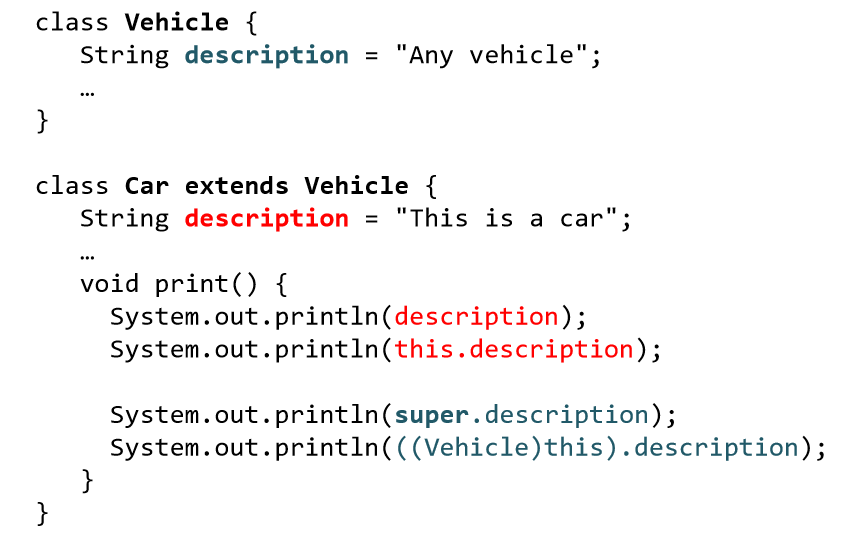 class Vehicle {
String description = "Any vehicle";
…
}
class Car extends Vehicle {
String description = "This is a car";
…
void print() {
System.out.println(description);
System.out.println(this.description);
System.out.println(super.description);
System.out.println(((Vehicle)this).description);
}
}